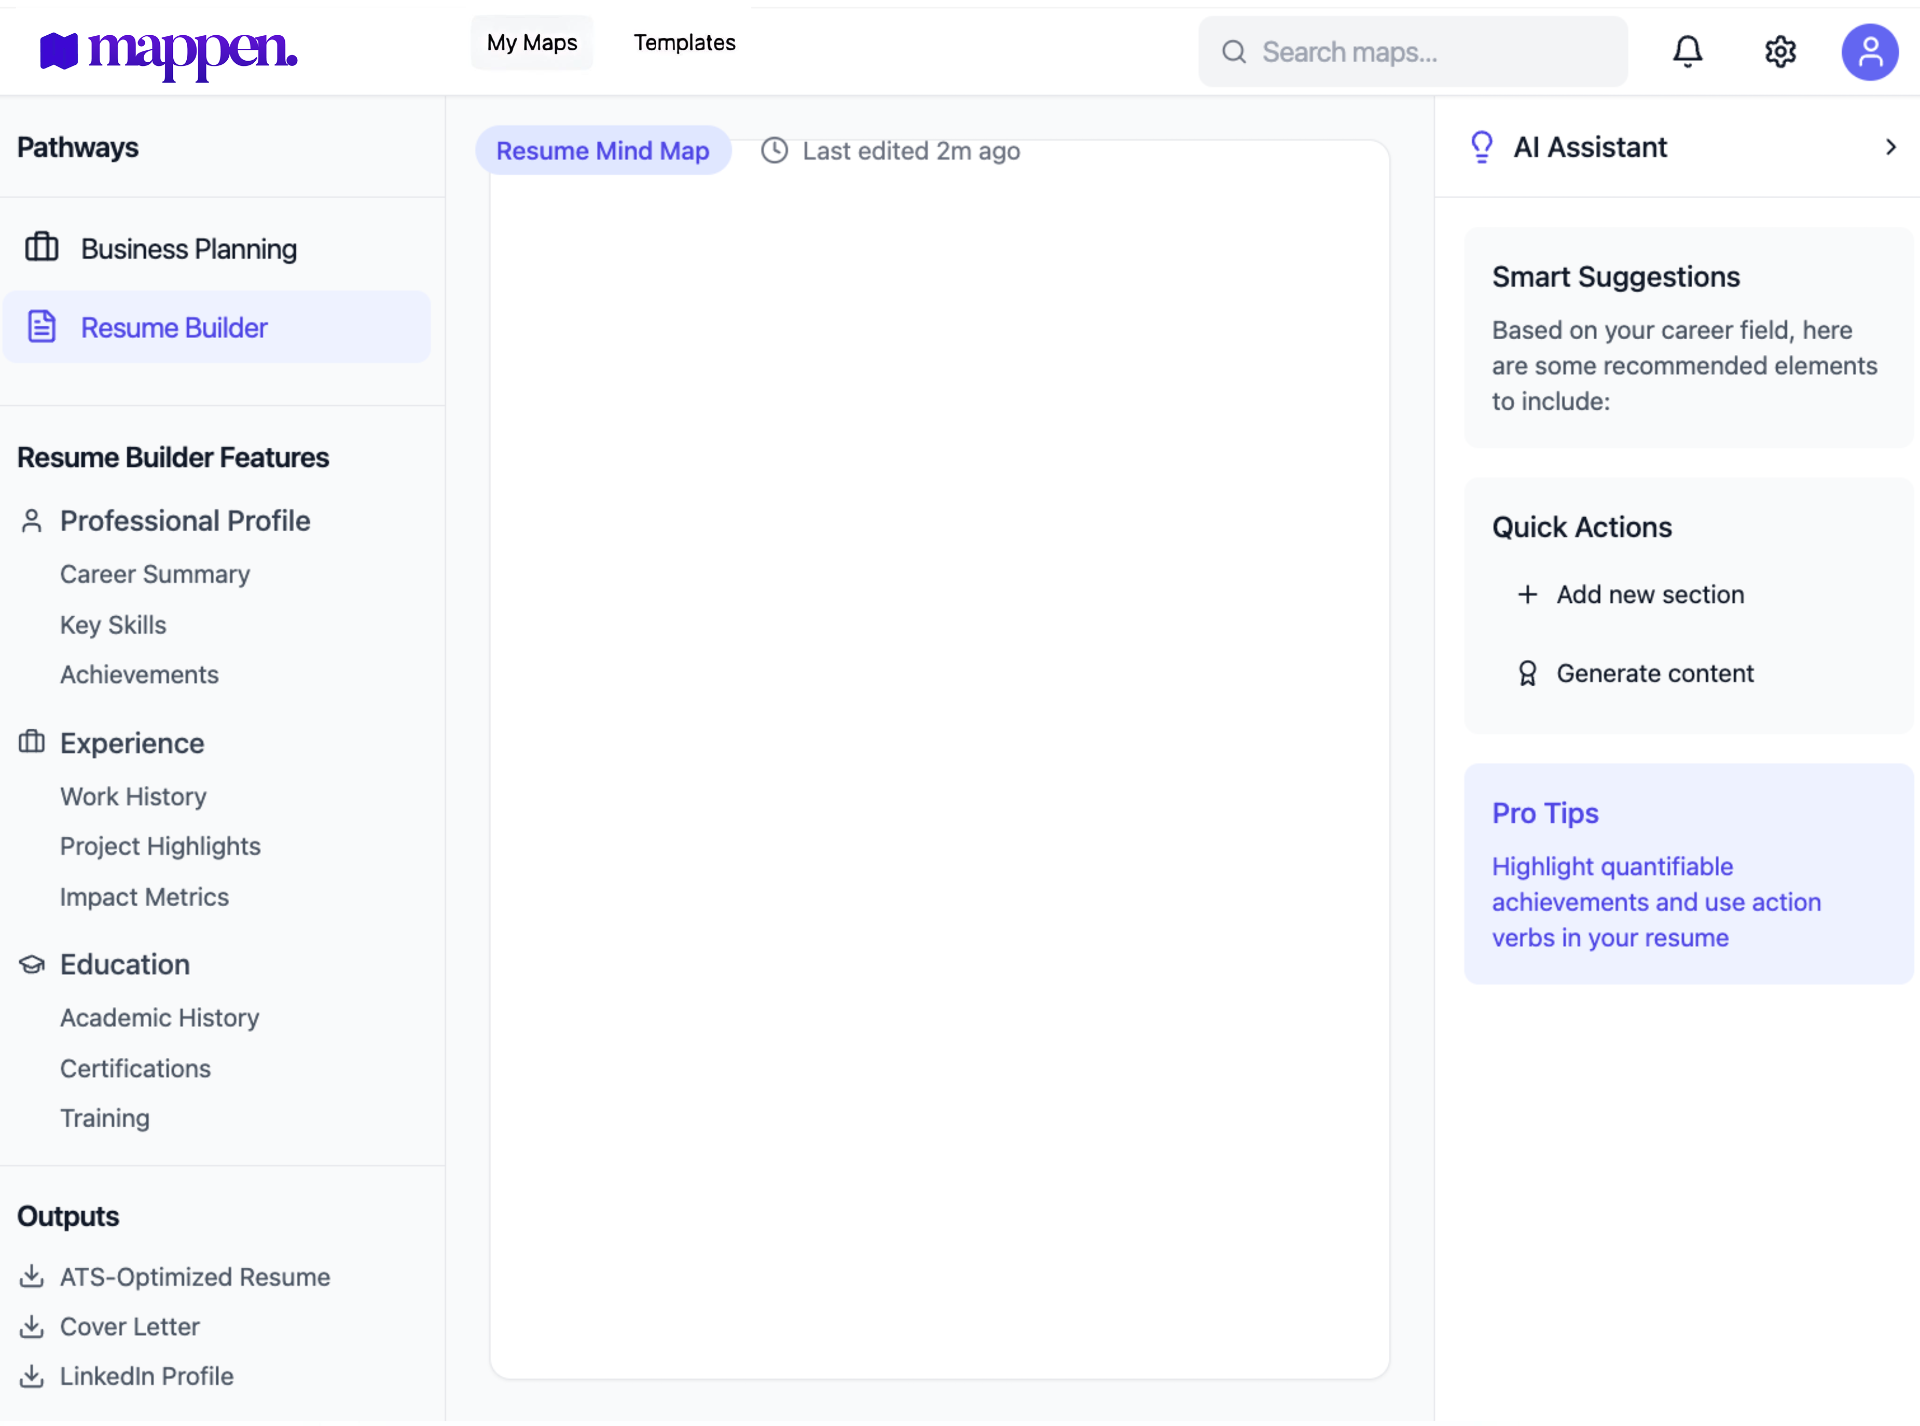 mappen.
My Maps
Templates
Search maps...
Pathways
Business Planning
Resume Builder
Resume Builder Features
Professional Profile
Career Summary
Key Skills
Achievements
Experience
Work History
Project Highlights
Impact Metrics
Education
Academic History
Certifications
Training
Outputs
ATS-Optimized Resume
Cover Letter
LinkedIn Profile
Resume Mind Map
Last edited 2m ago
AI Assistant
Smart Suggestions
Based on your career field, here
are some recommended elements
to include:
Quick Actions
Add new section
Generate content
Pro Tips
Highlight quantifiable
achievements and use action
verbs in your resume